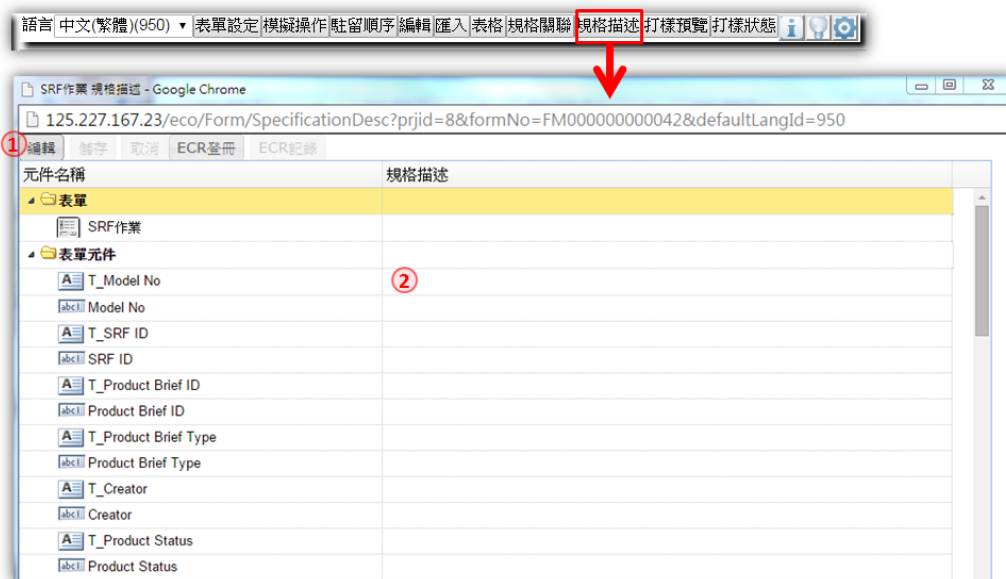 語言 中文(繁體)(950) 表單設定 模擬操作 駐留順序 編輯 匯入 表格 規格關聯 規格描述 打樣預覽 打樣狀態
SRF作業 規格描述 - Google Chrome
125.227.167.23/eco/Form/SpecificationDesc?prjid=8&formNo=FM000000000042&defaultLangId=950
① 編輯 儲存 取消 ECR登冊 ECR記錄
元件名稱 規格描述
表單
SRF作業
表單元件
T_Model No ②
Model No
T_SRF ID
SRF ID
T_Product Brief ID
Product Brief ID
T_Product Brief Type
Product Brief Type
T_Creator
Creator
T_Product Status
Product Status